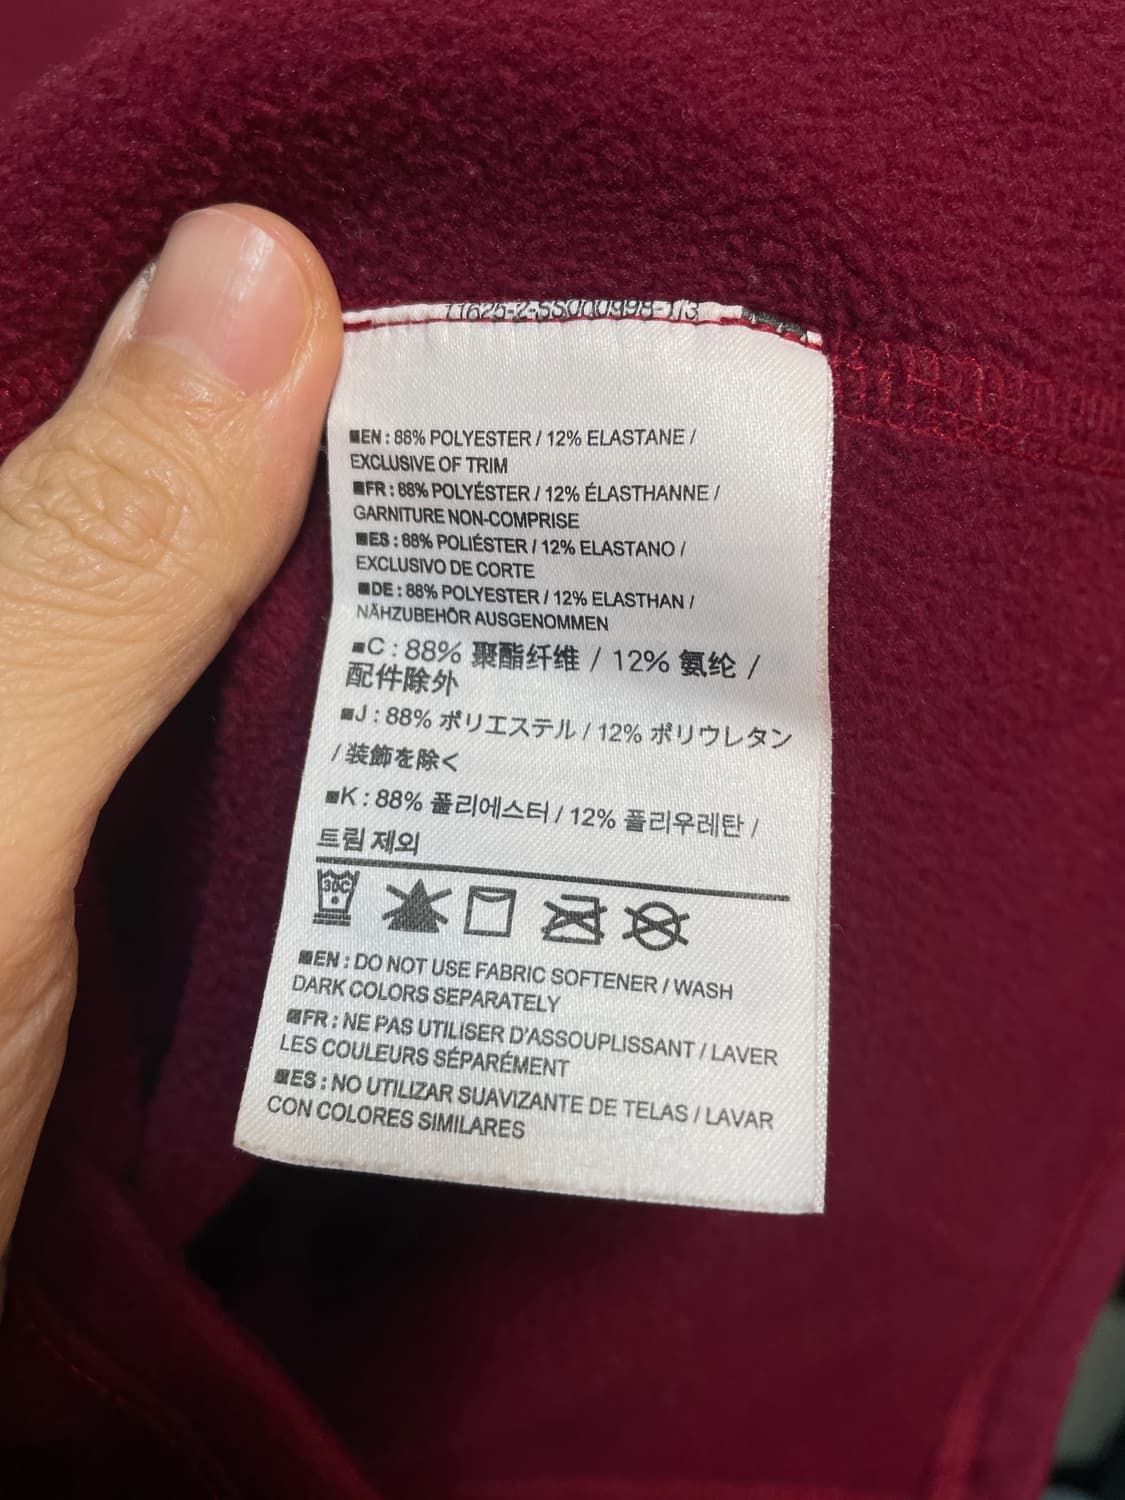 ■EN : 88% POLYESTER / 12% ELASTANE /
EXCLUSIVE OF TRIM
■FR : 88% POLYÉSTER / 12% ÉLASTHANNE /
GARNITURE NON-COMPRISE
■ES : 88% POLIÉSTER / 12% ELASTANO /
EXCLUSIVO DE CORTE
■DE : 88% POLYESTER / 12% ELASTHAN /
NÄHZUBEHÖR AUSGENOMMEN
■C : 88% 聚酯纤维 / 12% 氨纶 /
配件除外
■J : 88% ポリエステル / 12% ポリウレタン
/ 装飾を除く
■K : 88% 폴리에스터 / 12% 폴리우레탄 /
트림 제외
30C
■EN : DO NOT USE FABRIC SOFTENER / WASH
DARK COLORS SEPARATELY
■FR : NE PAS UTILISER D'ASSOUPLISSANT / LAVER
LES COULEURS SÉPARÉMENT
■ES : NO UTILIZAR SUAVIZANTE DE TELAS / LAVAR
CON COLORES SIMILARES